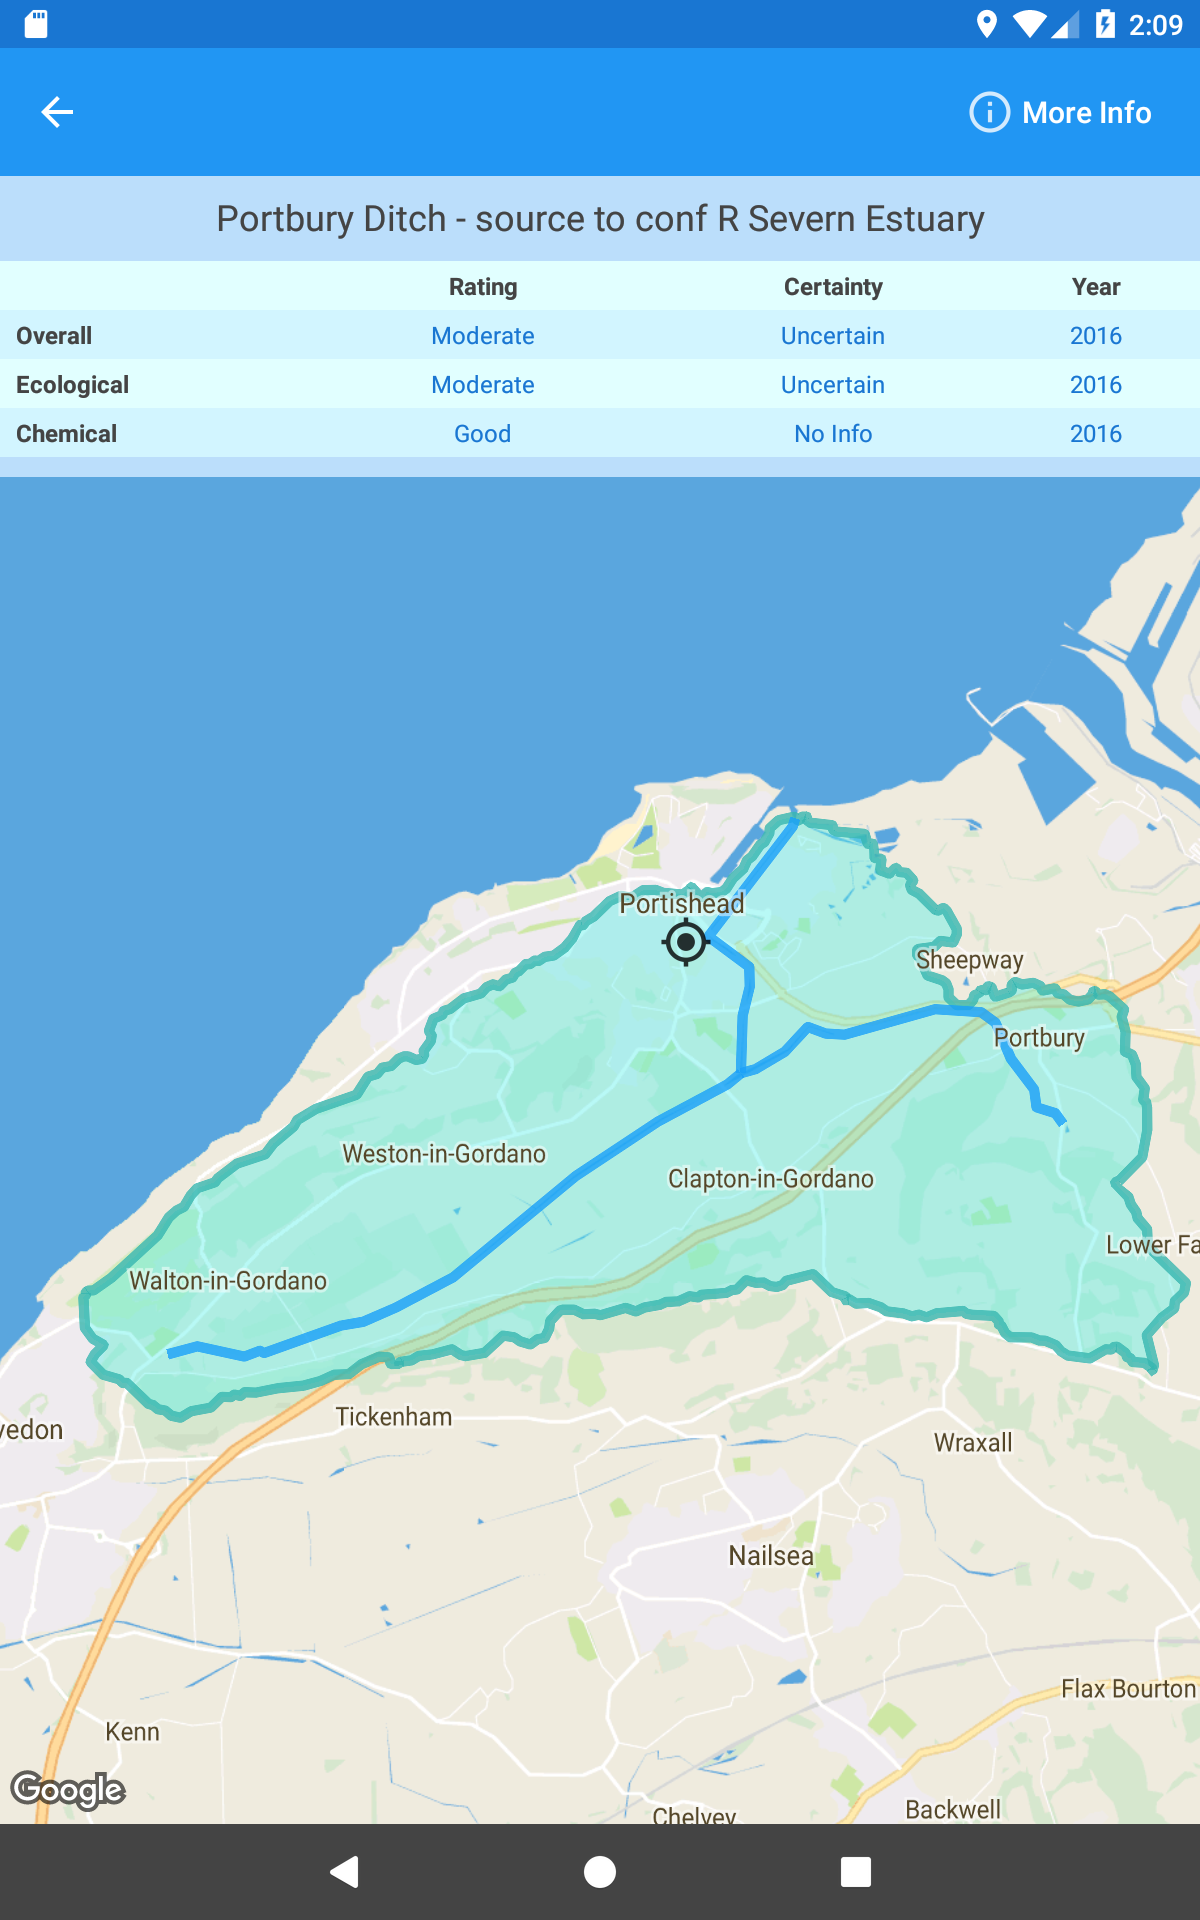 2:09
More Info
Portbury Ditch - source to conf R Severn Estuary
Rating Certainty Year
Overall Moderate Uncertain 2016
Ecological Moderate Uncertain 2016
Chemical Good No Info 2016
Portishead
Sheepway
Portbury
Weston-in-Gordano
Clapton-in-Gordano
Lower Fa
Walton-in-Gordano
Tickenham
vedon
Wraxall
Nailsea
Flax Bourton
Kenn
Google
Backwell
Chelvey